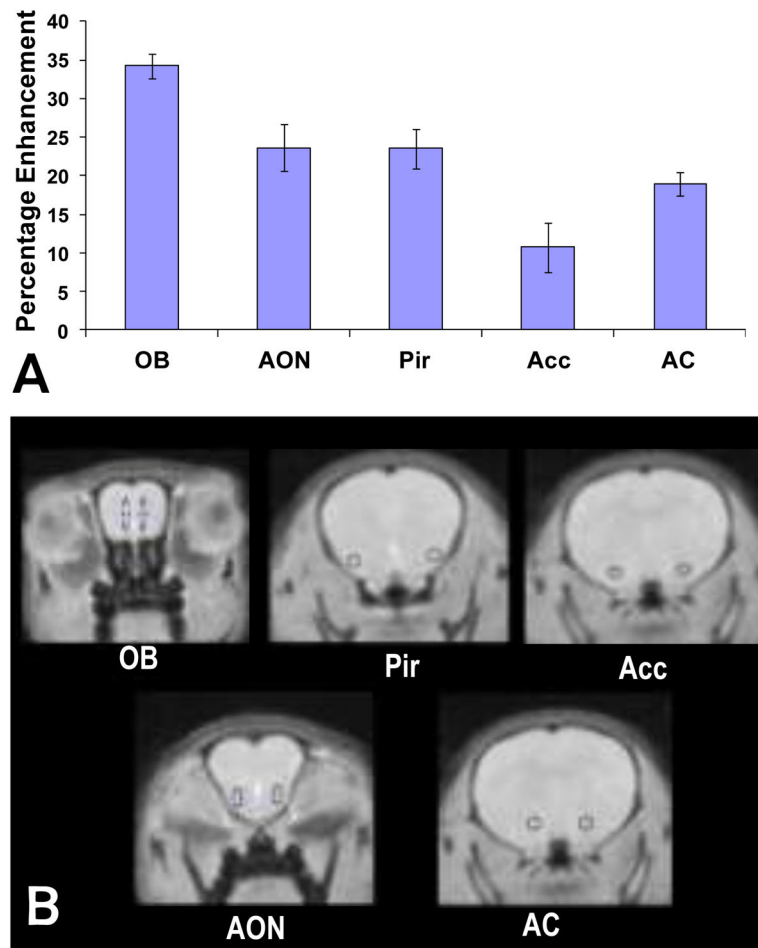 40
35
30
25
20
15
10
5
0
Percentage Enhancement
OB AON Pir Acc AC
A
OB
Pir
Acc
AON
AC
B